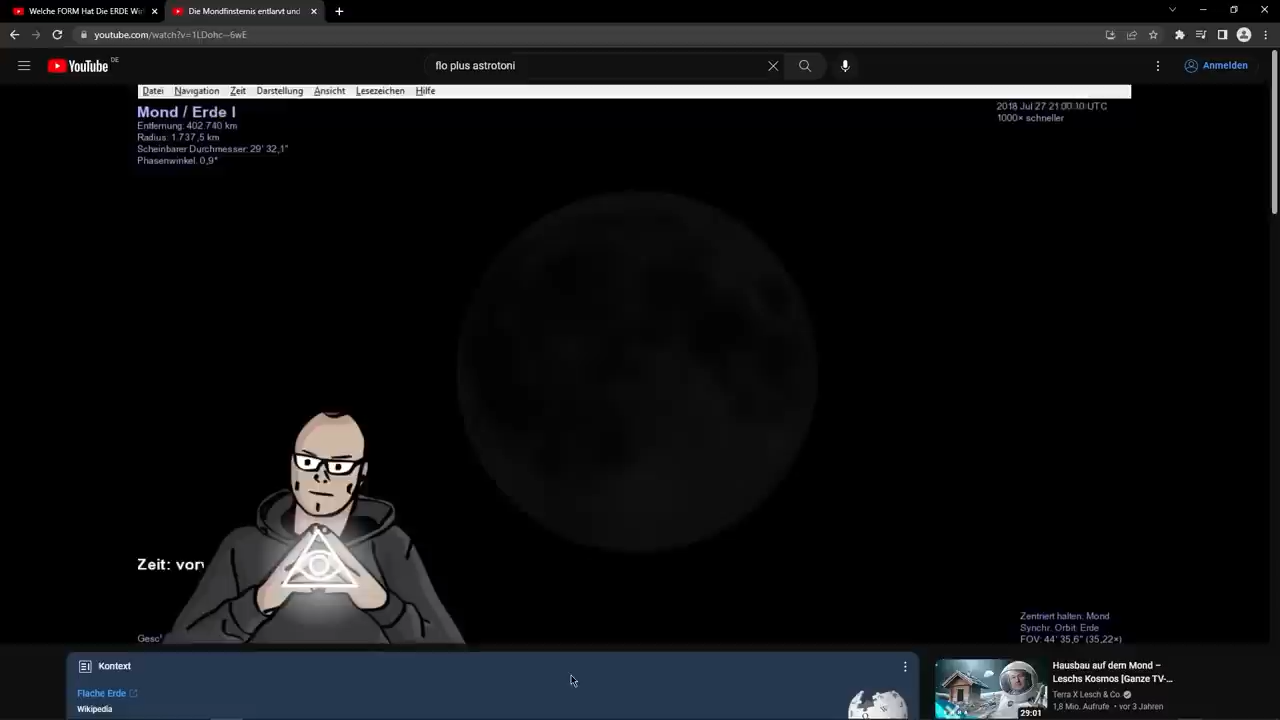 Welche FORM Hat Die ERDE Wir
Die Mondfinsternis entlarvt und
youtube.com/watch?v=1LDohc--6wE
YouTube DE
flo plus astrotoni
Anmelden
Datei Navigation Zeit Darstellung Ansicht Lesezeichen Hilfe
Mond / Erde I
Entfernung: 402.740 km
Radius: 1.737,5 km
Scheinbarer Durchmesser: 29' 32,1"
Phasenwinkel: 0,9°
2018 Jul 27 21:00:10 UTC
1000× schneller
Zeit: vorw
Gesc
Zentriert halten: Mond
Synchr. Orbit: Erde
FOV: 44' 35,6" (35,22×)
Kontext
Flache Erde
Wikipedia
Hausbau auf dem Mond –
Leschs Kosmos [Ganze TV-...
Terra X Lesch & Co.
1,8 Mio. Aufrufe • vor 3 Jahren
29:01